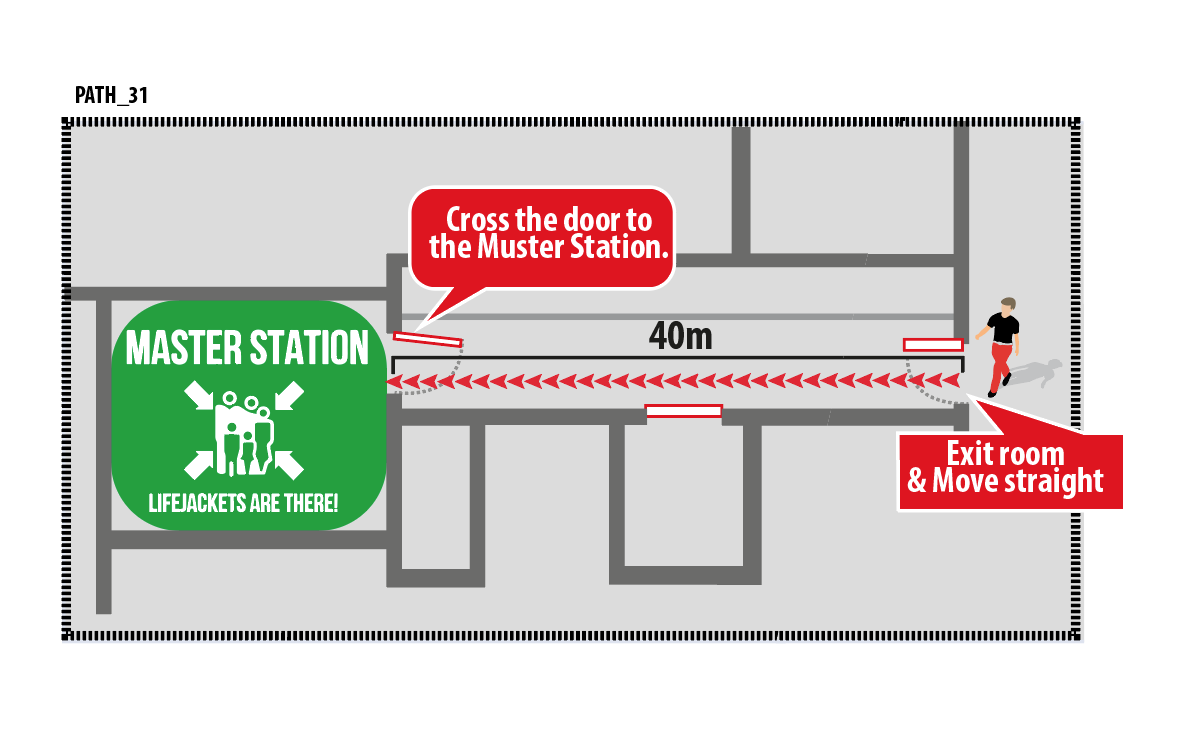 PATH_31
Cross the door to
the Muster Station.
40m
MASTER STATION
LIFEJACKETS ARE THERE!
Exit room
& Move straight